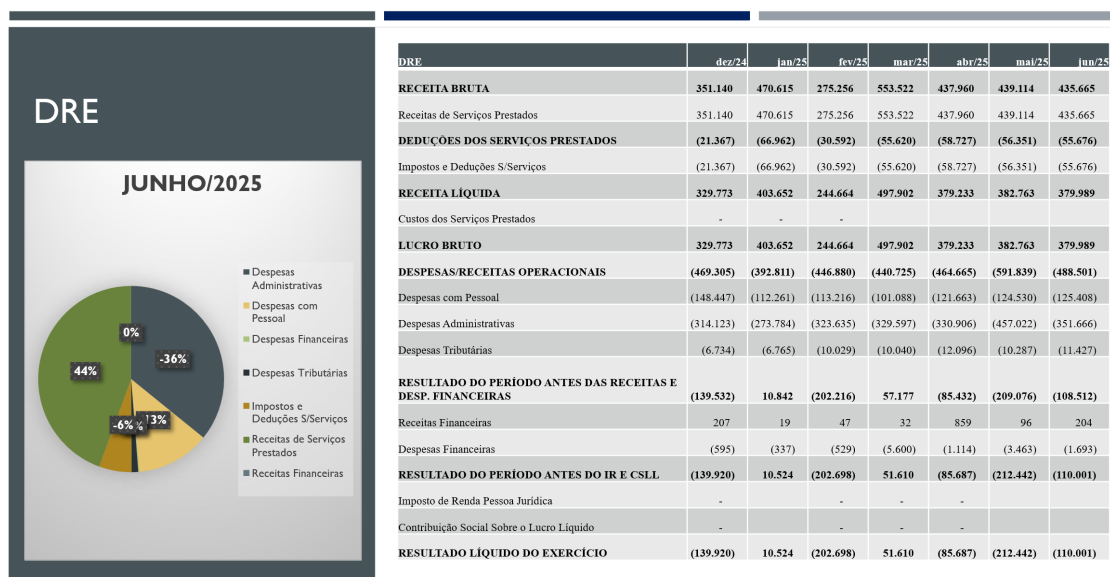 DRE
JUNHO/2025
0%
-36%
44%
-6%
%
13%
Despesas
Administrativas
Despesas com
Pessoal
Despesas Financeiras
Despesas Tributárias
Impostos e
Deduções S/Serviços
Receitas de Serviços
Prestados
Receitas Financeiras
DRE dez/24 jan/25 fev/25 mar/25 abr/25 mai/25 jun/25
RECEITA BRUTA 351.140 470.615 275.256 553.522 437.960 439.114 435.665
Receitas de Serviços Prestados 351.140 470.615 275.256 553.522 437.960 439.114 435.665
DEDUÇÕES DOS SERVIÇOS PRESTADOS (21.367) (66.962) (30.592) (55.620) (58.727) (56.351) (55.676)
Impostos e Deduções S/Serviços (21.367) (66.962) (30.592) (55.620) (58.727) (56.351) (55.676)
RECEITA LÍQUIDA 329.773 403.652 244.664 497.902 379.233 382.763 379.989
Custos dos Serviços Prestados - - -
LUCRO BRUTO 329.773 403.652 244.664 497.902 379.233 382.763 379.989
DESPESAS/RECEITAS OPERACIONAIS (469.305) (392.811) (446.880) (440.725) (464.665) (591.839) (488.501)
Despesas com Pessoal (148.447) (112.261) (113.216) (101.088) (121.663) (124.530) (125.408)
Despesas Administrativas (314.123) (273.784) (323.635) (329.597) (330.906) (457.022) (351.666)
Despesas Tributárias (6.734) (6.765) (10.029) (10.040) (12.096) (10.287) (11.427)
RESULTADO DO PERÍODO ANTES DAS RECEITAS E
DESP. FINANCEIRAS (139.532) 10.842 (202.216) 57.177 (85.432) (209.076) (108.512)
Receitas Financeiras 207 19 47 32 859 96 204
Despesas Financeiras (595) (337) (529) (5.600) (1.114) (3.463) (1.693)
RESULTADO DO PERÍODO ANTES DO IR E CSLL (139.920) 10.524 (202.698) 51.610 (85.687) (212.442) (110.001)
Imposto de Renda Pessoa Jurídica - - - -
Contribuição Social Sobre o Lucro Líquido - - - -
RESULTADO LÍQUIDO DO EXERCÍCIO (139.920) 10.524 (202.698) 51.610 (85.687) (212.442) (110.001)